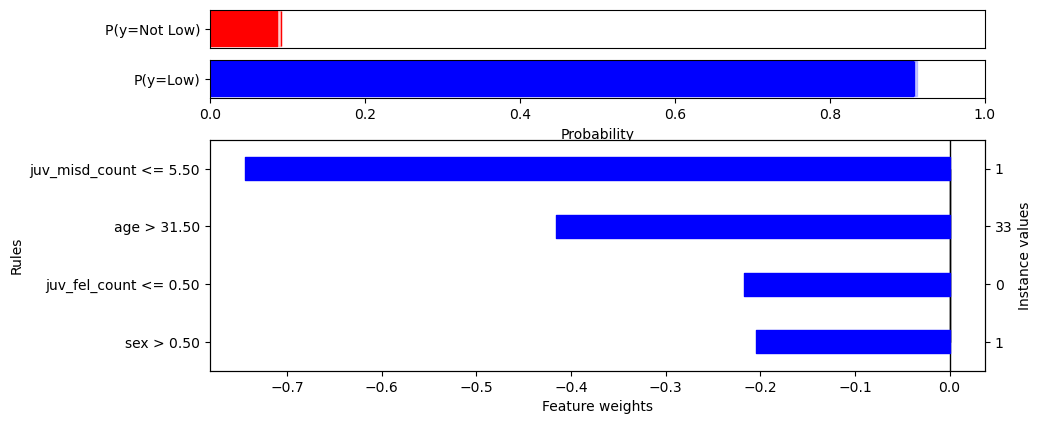 P(y=Not Low)
P(y=Low)
0.0 0.2 0.4 0.6 0.8 1.0
Probability
juv_misd_count <= 5.50 1
age > 31.50 33
juv_fel_count <= 0.50 0
sex > 0.50 1
Rules
Instance values
−0.7 −0.6 −0.5 −0.4 −0.3 −0.2 −0.1 0.0
Feature weights